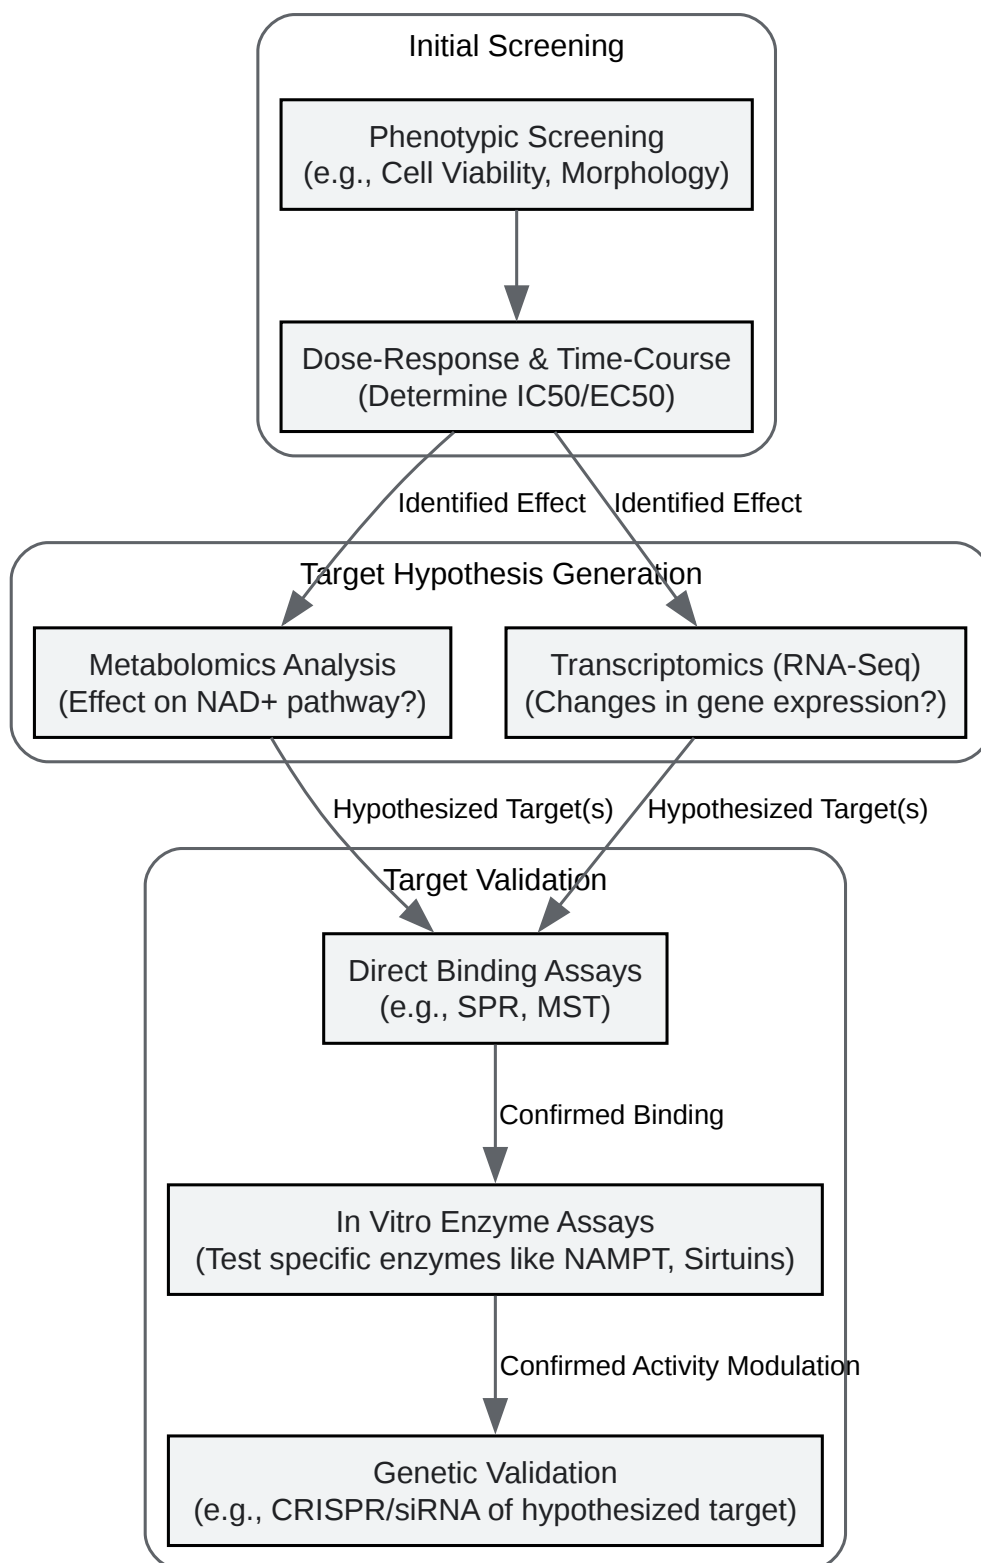 Initial Screening
Phenotypic Screening
(e.g., Cell Viability, Morphology)
Dose-Response & Time-Course
(Determine IC50/EC50)
Identified Effect
Identified Effect
Target Hypothesis Generation
Metabolomics Analysis
(Effect on NAD+ pathway?)
Transcriptomics (RNA-Seq)
(Changes in gene expression?)
Hypothesized Target(s)
Hypothesized Target(s)
Target Validation
Direct Binding Assays
(e.g., SPR, MST)
Confirmed Binding
In Vitro Enzyme Assays
(Test specific enzymes like NAMPT, Sirtuins)
Confirmed Activity Modulation
Genetic Validation
(e.g., CRISPR/siRNA of hypothesized target)